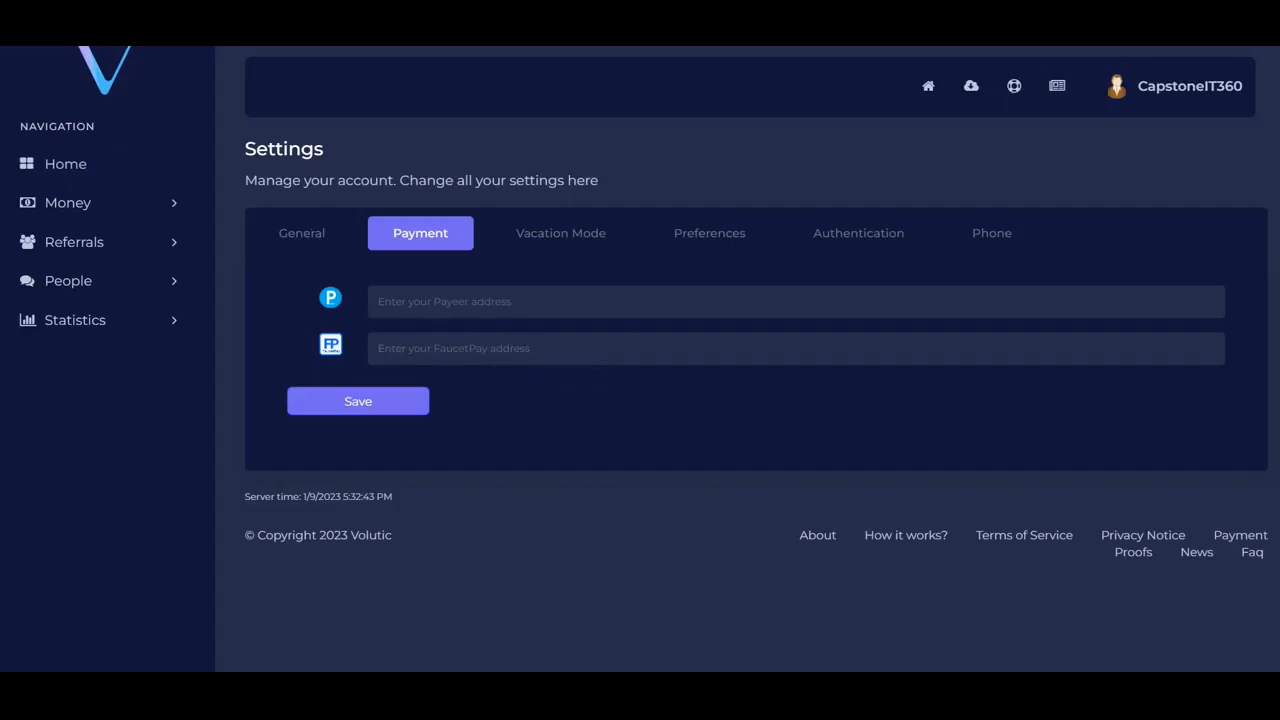 CapstoneIT360
NAVIGATION
Home
Money
Referrals
People
Statistics
Settings
Manage your account. Change all your settings here
General Payment Vacation Mode Preferences Authentication Phone
P
Enter your Payeer address
FP
Enter your FaucetPay address
Save
Server time: 1/9/2023 5:32:43 PM
© Copyright 2023 Volutic
About How it works? Terms of Service Privacy Notice Payment
Proofs News Faq